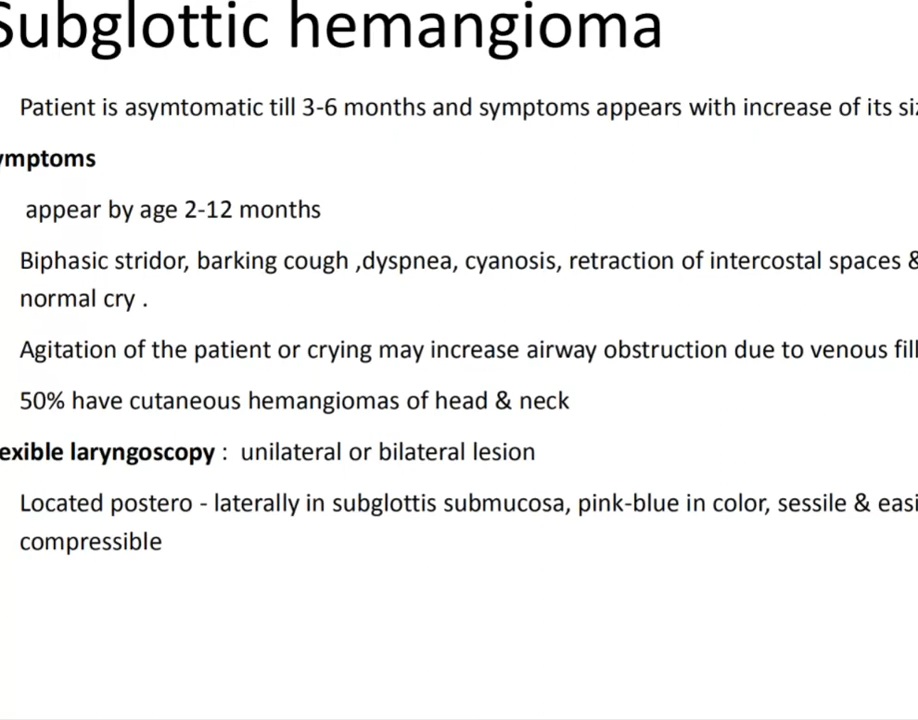 Subglottic hemangioma
Patient is asymtomatic till 3-6 months and symptoms appears with increase of its
ymptoms
appear by age 2-12 months
Biphasic stridor, barking cough ,dyspnea, cyanosis, retraction of intercostal spaces &
normal cry .
Agitation of the patient or crying may increase airway obstruction due to venous fill
50% have cutaneous hemangiomas of head & neck
exible laryngoscopy : unilateral or bilateral lesion
Located postero - laterally in subglottis submucosa, pink-blue in color, sessile & easi
compressible